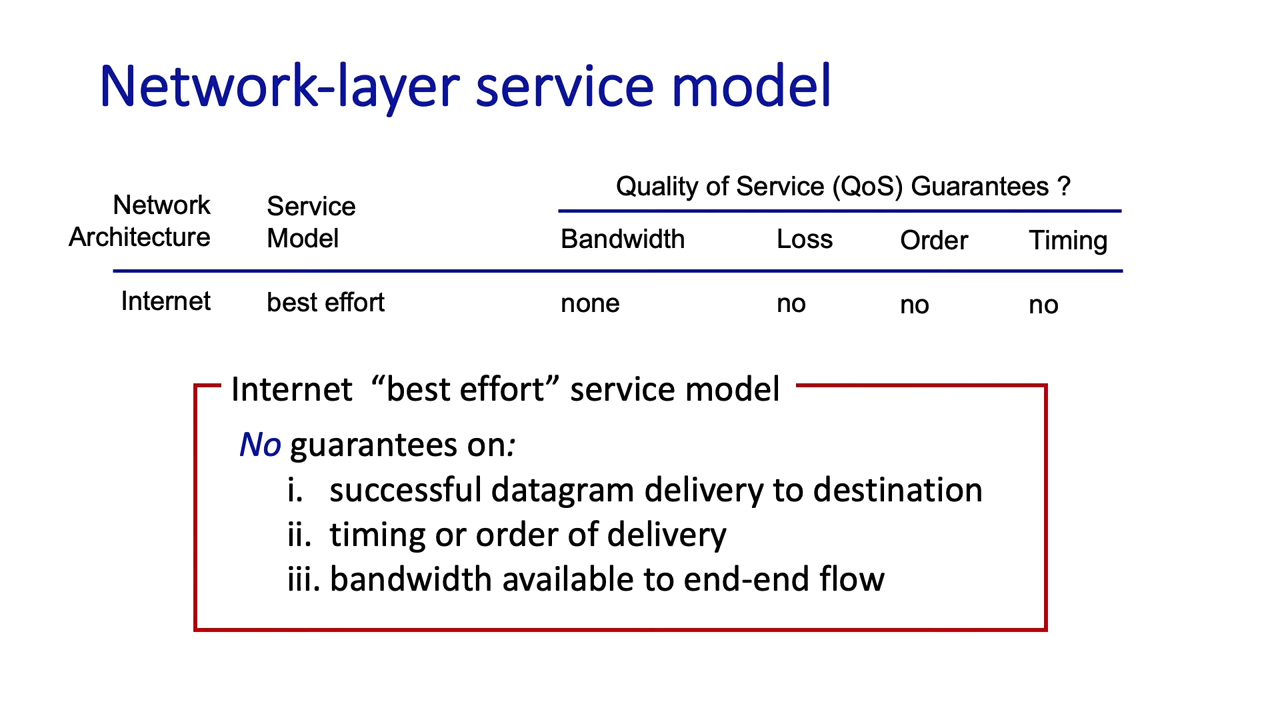 Network-layer service model
Quality of Service (QoS) Guarantees ?
Network Architecture
Service Model
Bandwidth Loss Order Timing
Internet best effort none no no no
Internet “best effort” service model
No guarantees on:
i. successful datagram delivery to destination
ii. timing or order of delivery
iii. bandwidth available to end-end flow